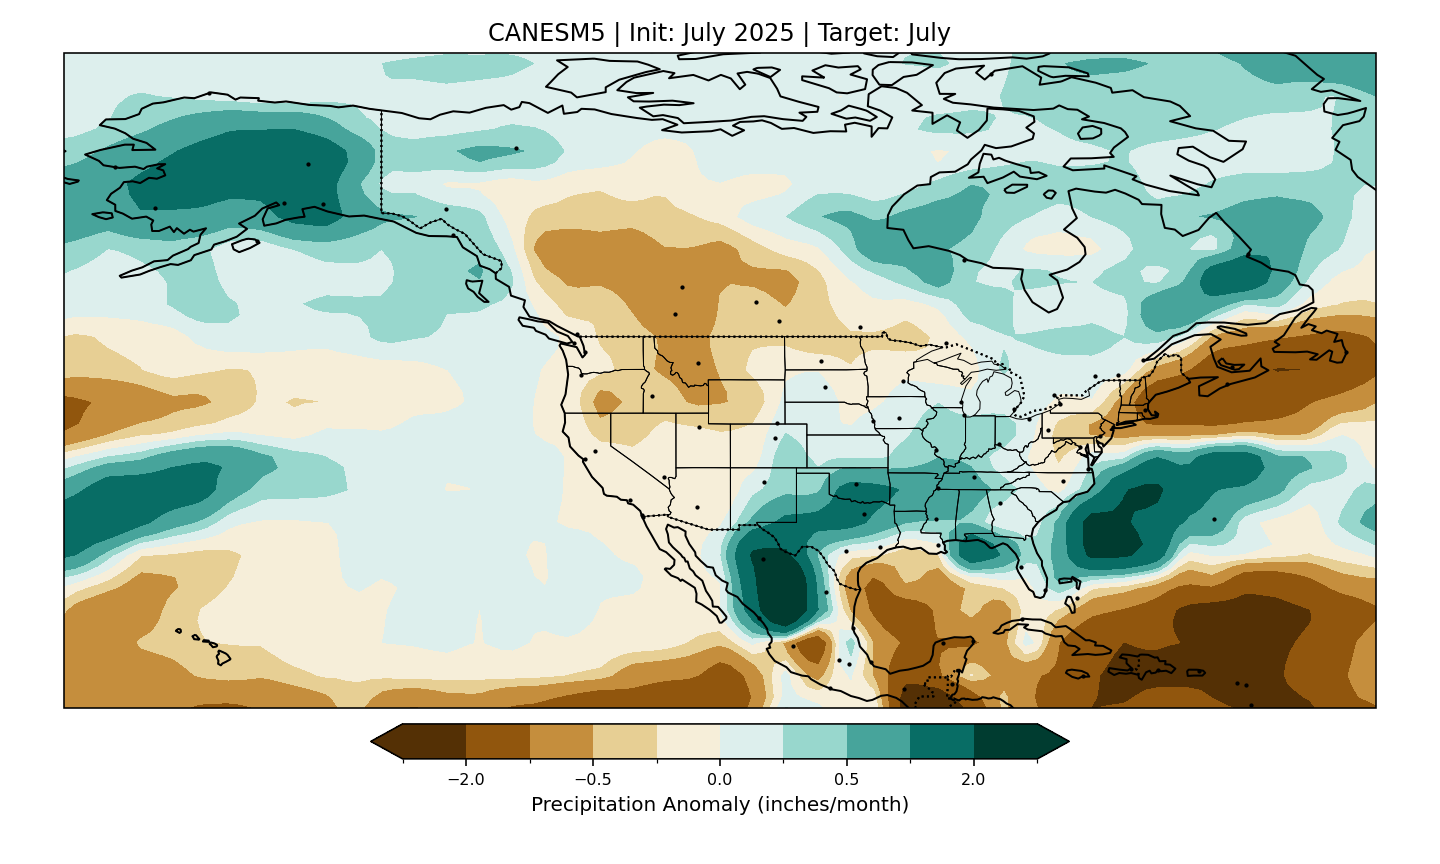 CANESM5 | Init: July 2025 | Target: July
−2.0 −0.5 0.0 0.5 2.0
Precipitation Anomaly (inches/month)